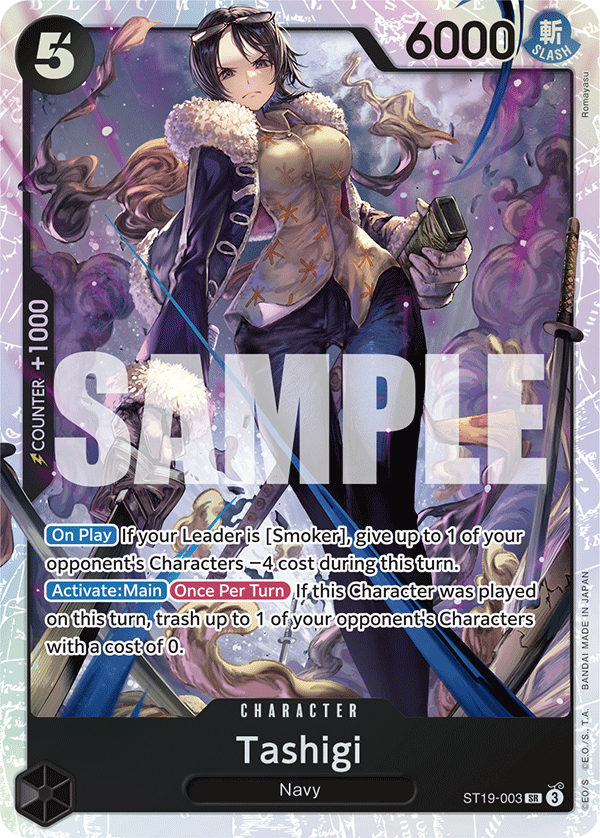 5
6000
斬
SLASH
Romayasu
COUNTER +1000
SAMPLE
On Play If your Leader is [Smoker], give up to 1 of your
opponent's Characters −4 cost during this turn.
Activate:Main Once Per Turn If this Character was played
on this turn, trash up to 1 of your opponent's Characters
with a cost of 0.
©E.O./S., T.A. BANDAI MADE IN JAPAN
©EO/S
CHARACTER
Tashigi
Navy
ST19-003 SR 3